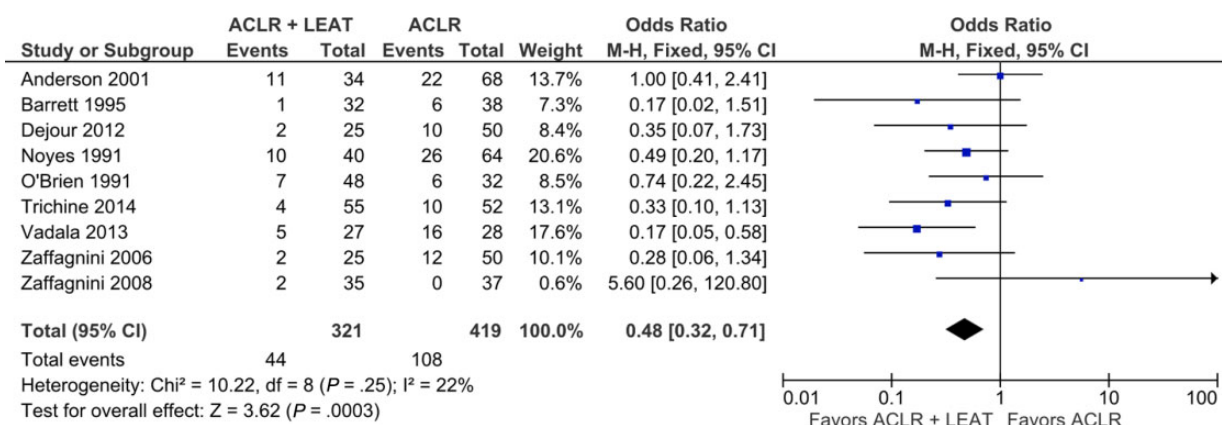 ACLR + LEAT ACLR Odds Ratio Odds Ratio
Study or Subgroup Events Total Events Total Weight M-H, Fixed, 95% CI M-H, Fixed, 95% CI
Anderson 2001 11 34 22 68 13.7% 1.00 [0.41, 2.41]
Barrett 1995 1 32 6 38 7.3% 0.17 [0.02, 1.51]
Dejour 2012 2 25 10 50 8.4% 0.35 [0.07, 1.73]
Noyes 1991 10 40 26 64 20.6% 0.49 [0.20, 1.17]
O'Brien 1991 7 48 6 32 8.5% 0.74 [0.22, 2.45]
Trichine 2014 4 55 10 52 13.1% 0.33 [0.10, 1.13]
Vadala 2013 5 27 16 28 17.6% 0.17 [0.05, 0.58]
Zaffagnini 2006 2 25 12 50 10.1% 0.28 [0.06, 1.34]
Zaffagnini 2008 2 35 0 37 0.6% 5.60 [0.26, 120.80]
Total (95% CI) 321 419 100.0% 0.48 [0.32, 0.71]
Total events 44 108
Heterogeneity: Chi² = 10.22, df = 8 (P = .25); I² = 22%
Test for overall effect: Z = 3.62 (P = .0003)
0.01 0.1 1 10 100
Favors ACLR + LEAT Favors ACLR